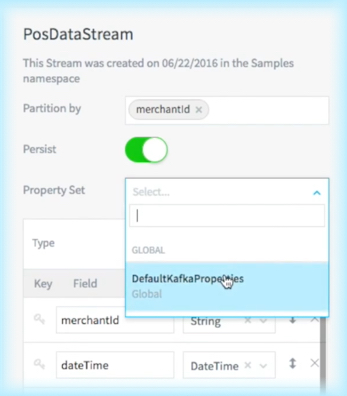 PosDataStream
This Stream was created on 06/22/2016 in the Samples
namespace
Partition by
merchantId ×
Persist
Property Set
Select...
GLOBAL
Type
DefaultKafkaProperties
Global
Key Field
merchantId String ×
dateTime DateTime ×